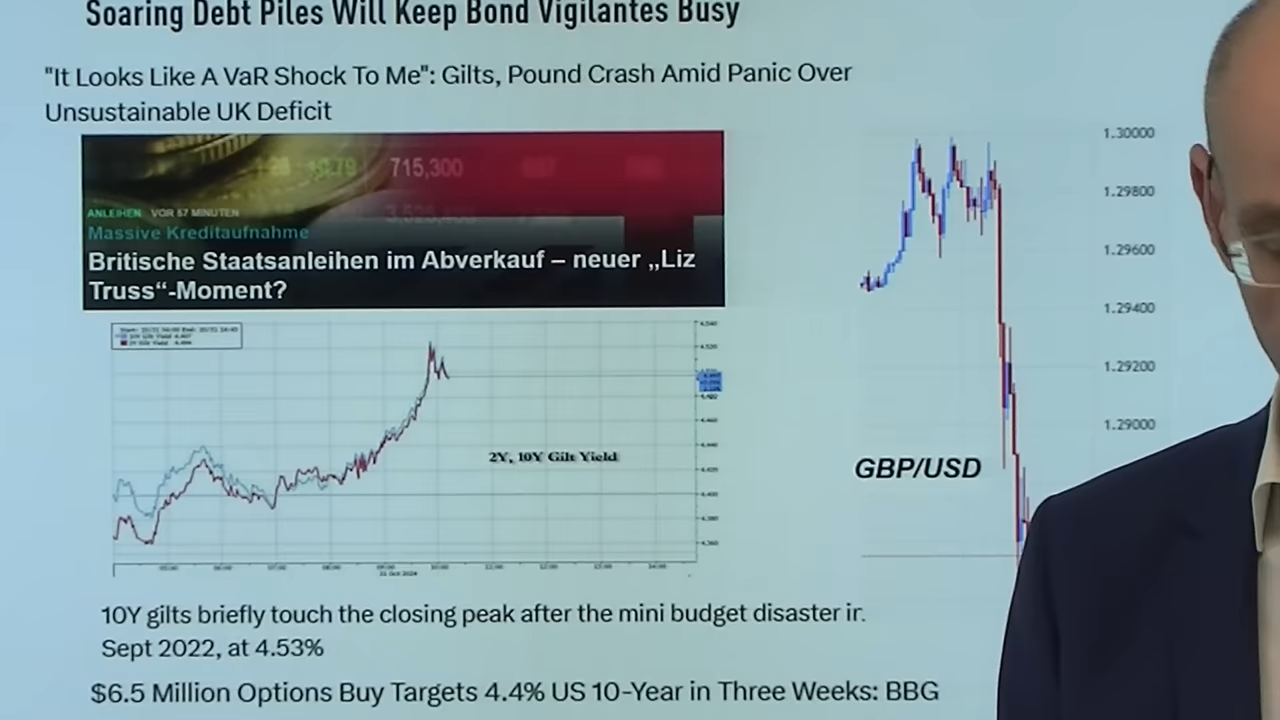 Soaring Debt Piles Will Keep Bond Vigilantes Busy
"It Looks Like A VaR Shock To Me": Gilts, Pound Crash Amid Panic Over
Unsustainable UK Deficit
715,300
ANLEIHEN VOR 57 MINUTEN
Massive Kreditaufnahme
Britische Staatsanleihen im Abverkauf – neuer „Liz
Truss“-Moment?
2Y, 10Y Gilt Yield
1.30000
1.29800
1.29600
1.29400
1.29200
1.29000
GBP/USD
10Y gilts briefly touch the closing peak after the mini budget disaster
Sept 2022, at 4.53%
$6.5 Million Options Buy Targets 4.4% US 10-Year in Three Weeks: BBG